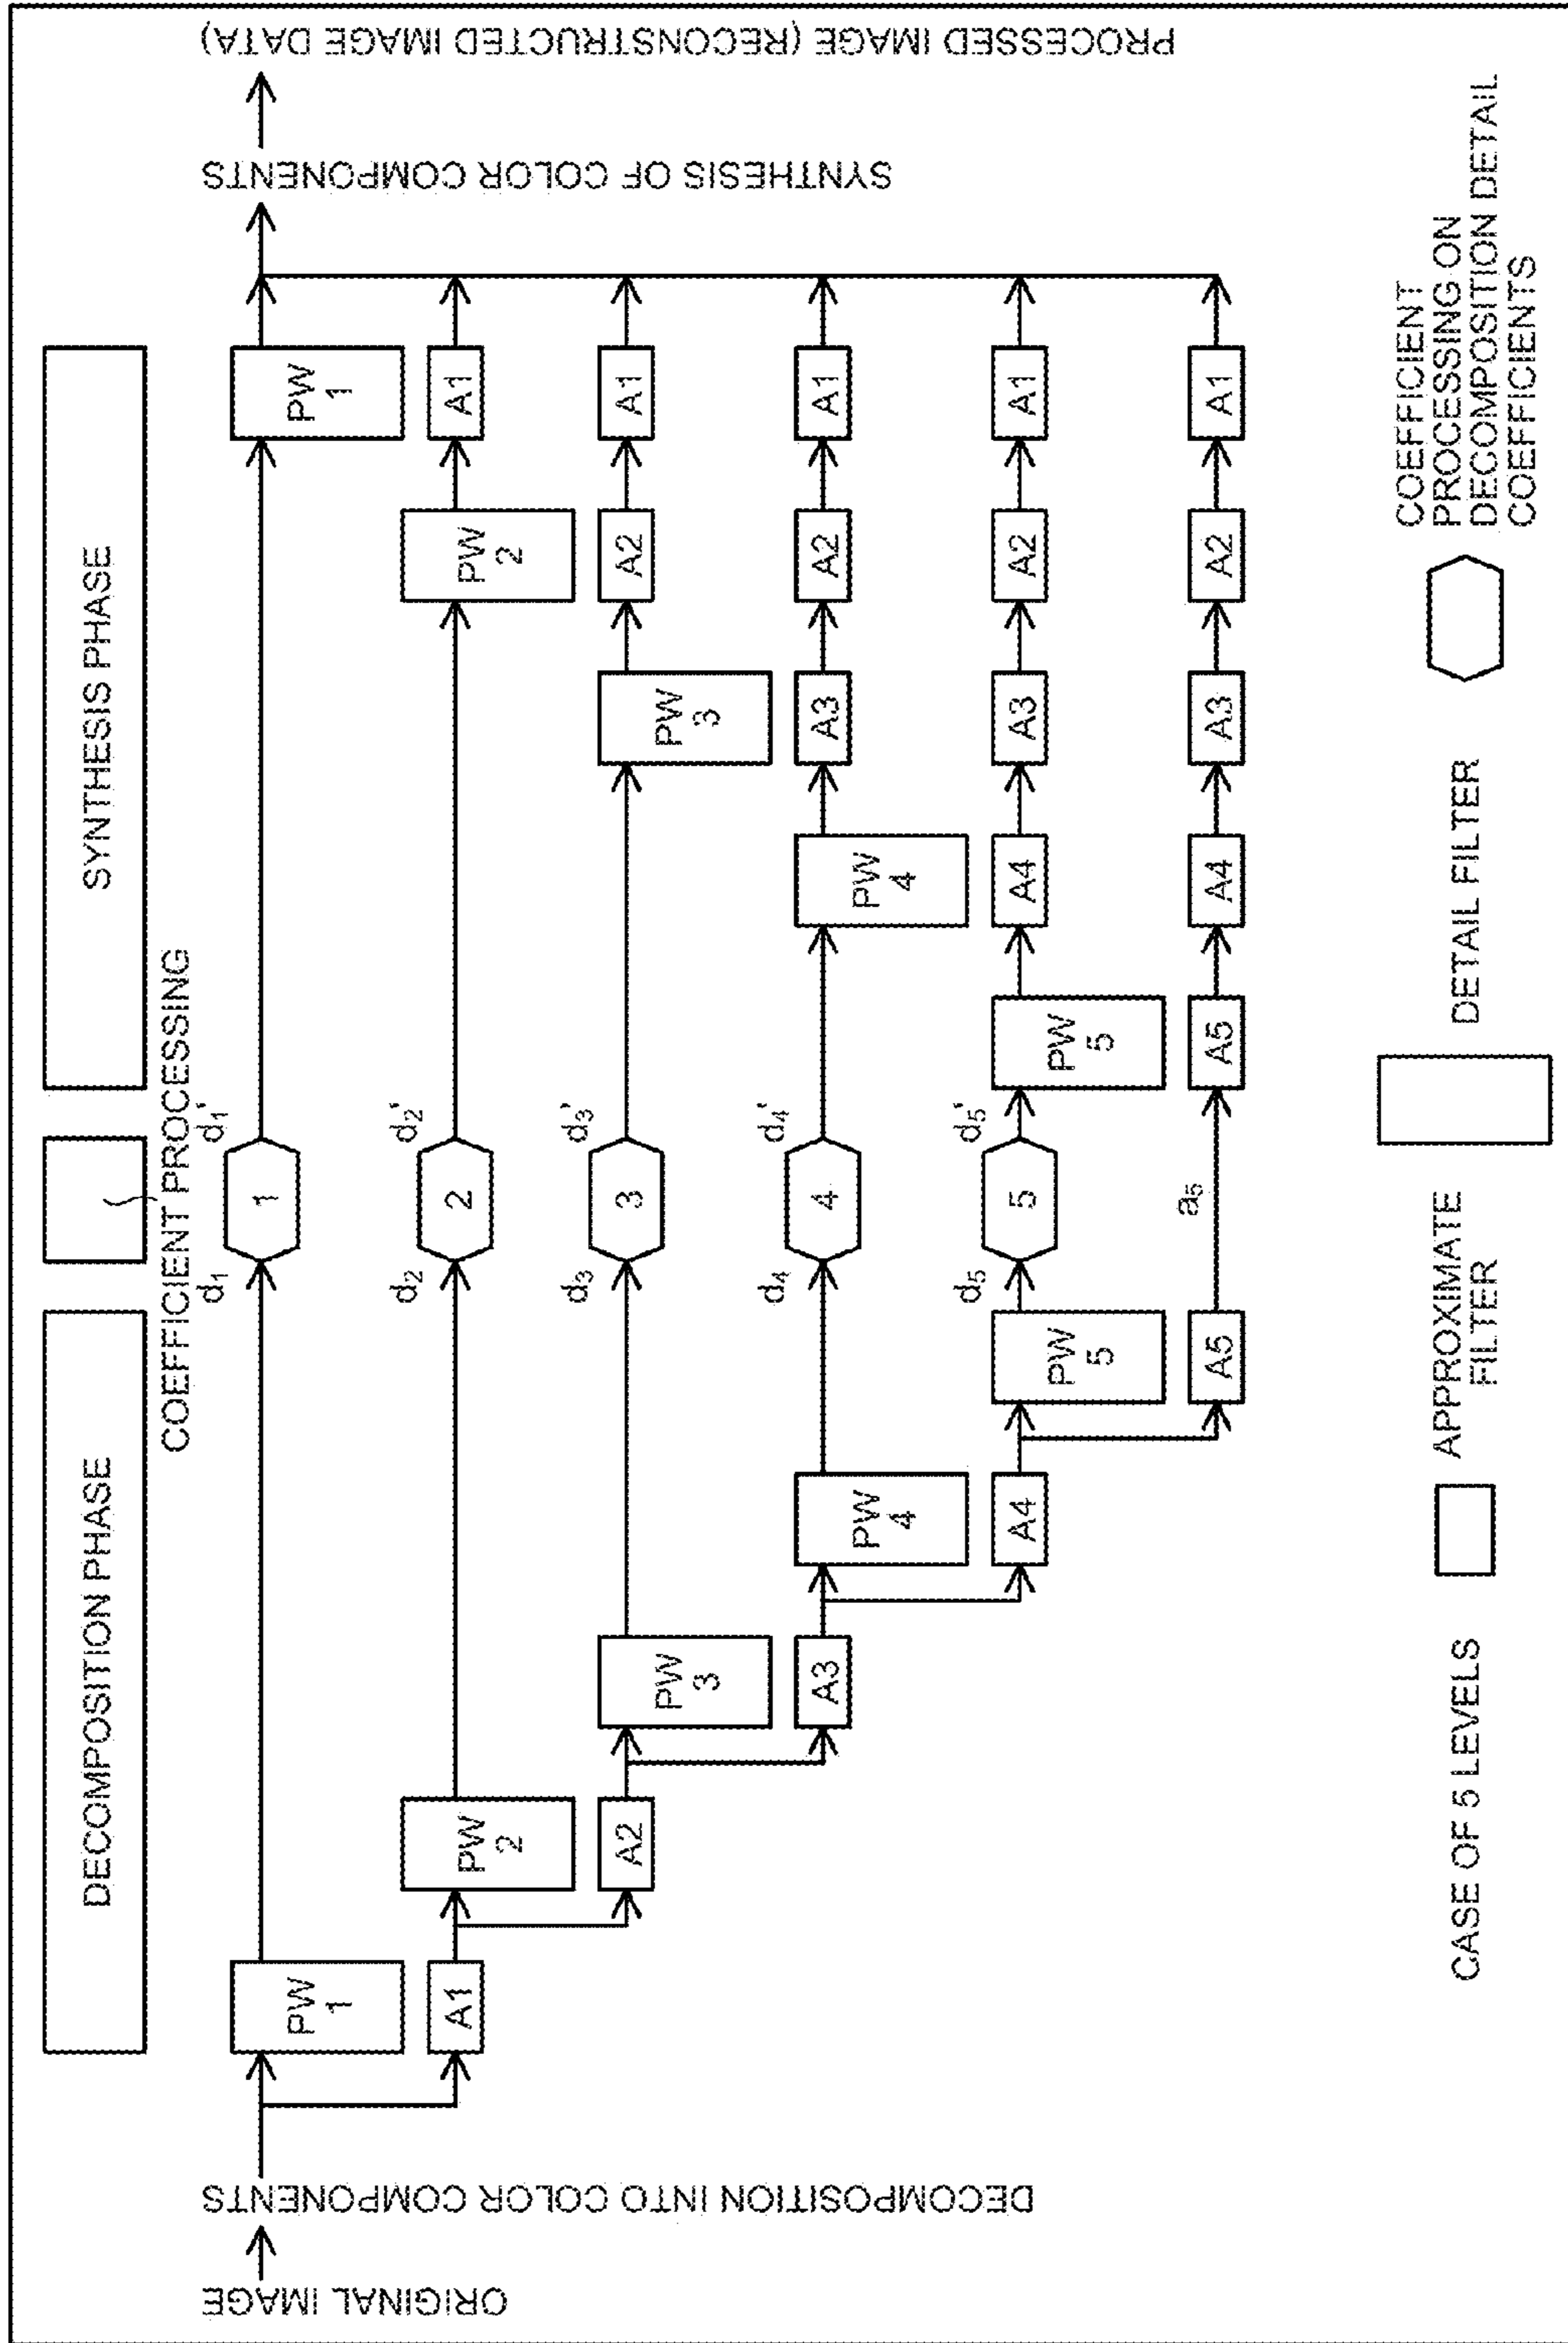 DECOMPOSITION PHASE
SYNTHESIS PHASE
COEFFICIENT PROCESSING
ORIGINAL IMAGE
DECOMPOSITION INTO COLOR COMPONENTS
SYNTHESIS OF COLOR COMPONENTS
PROCESSED IMAGE (RECONSTRUCTED IMAGE DATA)
PW
1
d₁
1
d₁'
PW
1
A1
PW
2
d₂
2
d₂'
PW
2
A1
A2
PW
3
d₃
3
d₃'
PW
3
A2
A1
A3
PW
4
d₄
4
d₄'
PW
4
A3
A2
A1
A4
PW
5
d₅
5
d₅'
PW
5
A4
A3
A2
A1
A5
a₅
A5
A4
A3
A2
A1
CASE OF 5 LEVELS
APPROXIMATE
FILTER
DETAIL FILTER
COEFFICIENT
PROCESSING ON
DECOMPOSITION DETAIL
COEFFICIENTS